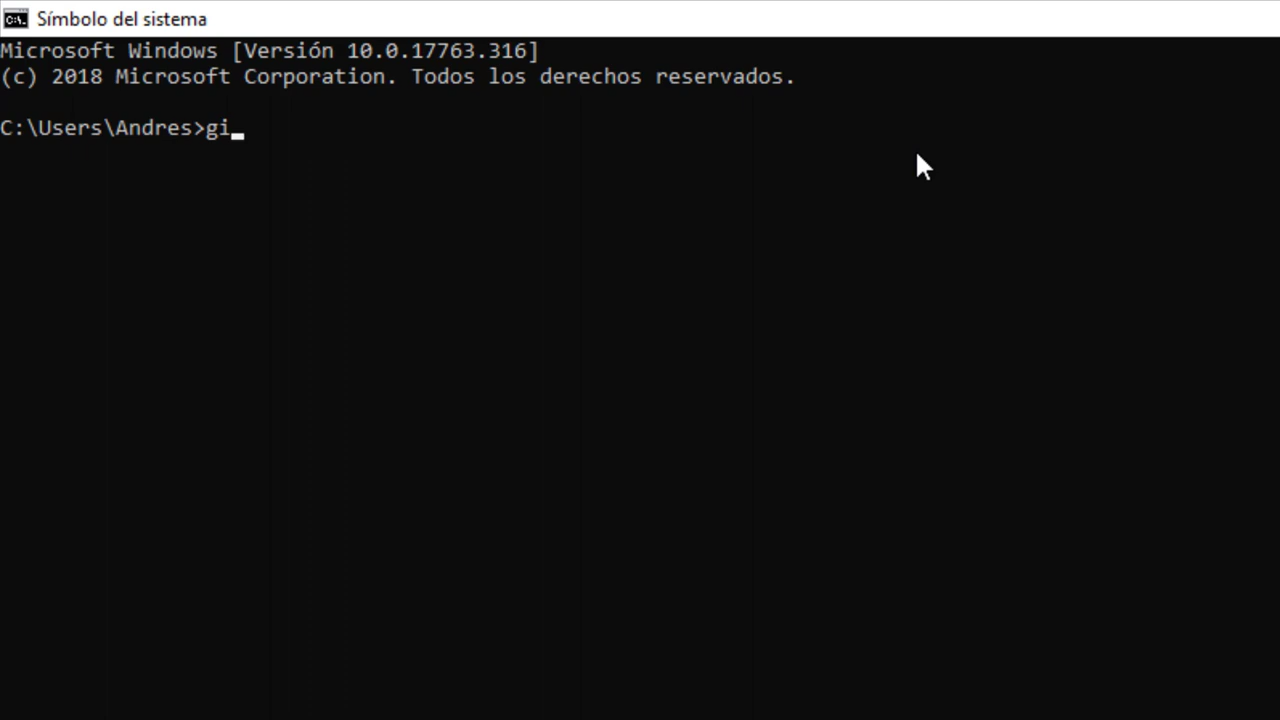 Símbolo del sistema
Microsoft Windows [Versión 10.0.17763.316]
(c) 2018 Microsoft Corporation. Todos los derechos reservados.
C:\Users\Andres>gi